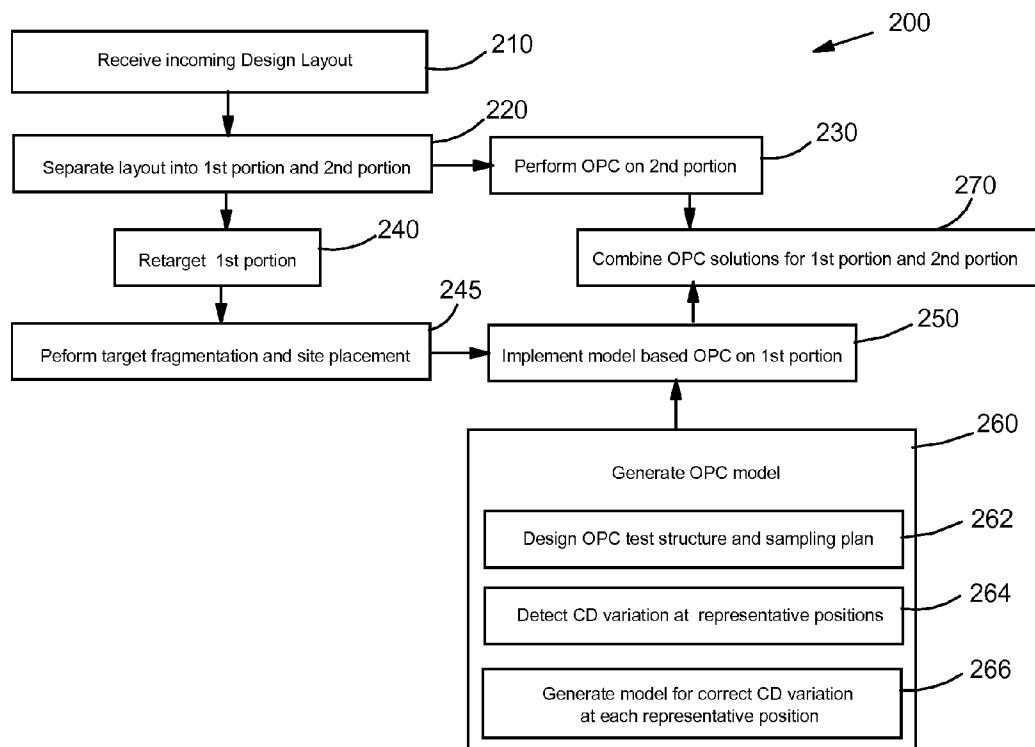 200
210
Receive incoming Design Layout
220
Separate layout into 1st portion and 2nd portion
230
Perform OPC on 2nd portion
240
Retarget 1st portion
270
Combine OPC solutions for 1st portion and 2nd portion
245
Peform target fragmentation and site placement
250
Implement model based OPC on 1st portion
260
Generate OPC model
262
Design OPC test structure and sampling plan
264
Detect CD variation at representative positions
266
Generate model for correct CD variation
at each representative position